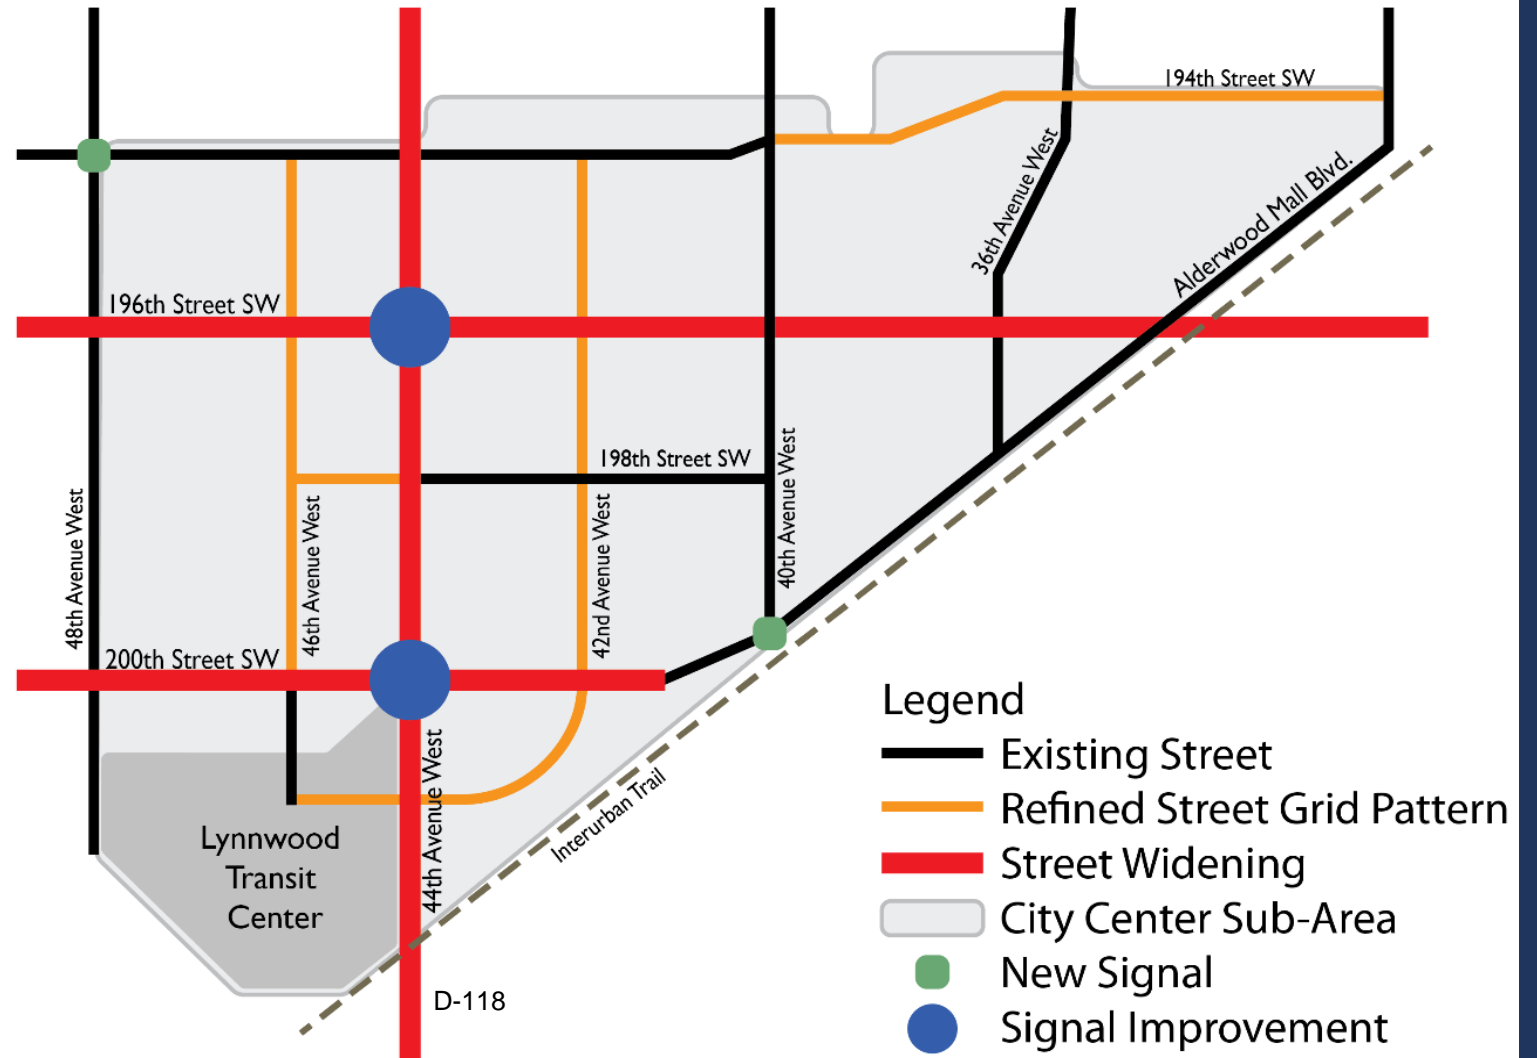 194th Street SW
36th Avenue West
Alderwood Mall Blvd.
196th Street SW
198th Street SW
40th Avenue West
48th Avenue West
46th Avenue West
42nd Avenue West
200th Street SW
44th Avenue West
Interurban Trail
Lynnwood
Transit
Center
D-118
Legend
Existing Street
Refined Street Grid Pattern
Street Widening
City Center Sub-Area
New Signal
Signal Improvement